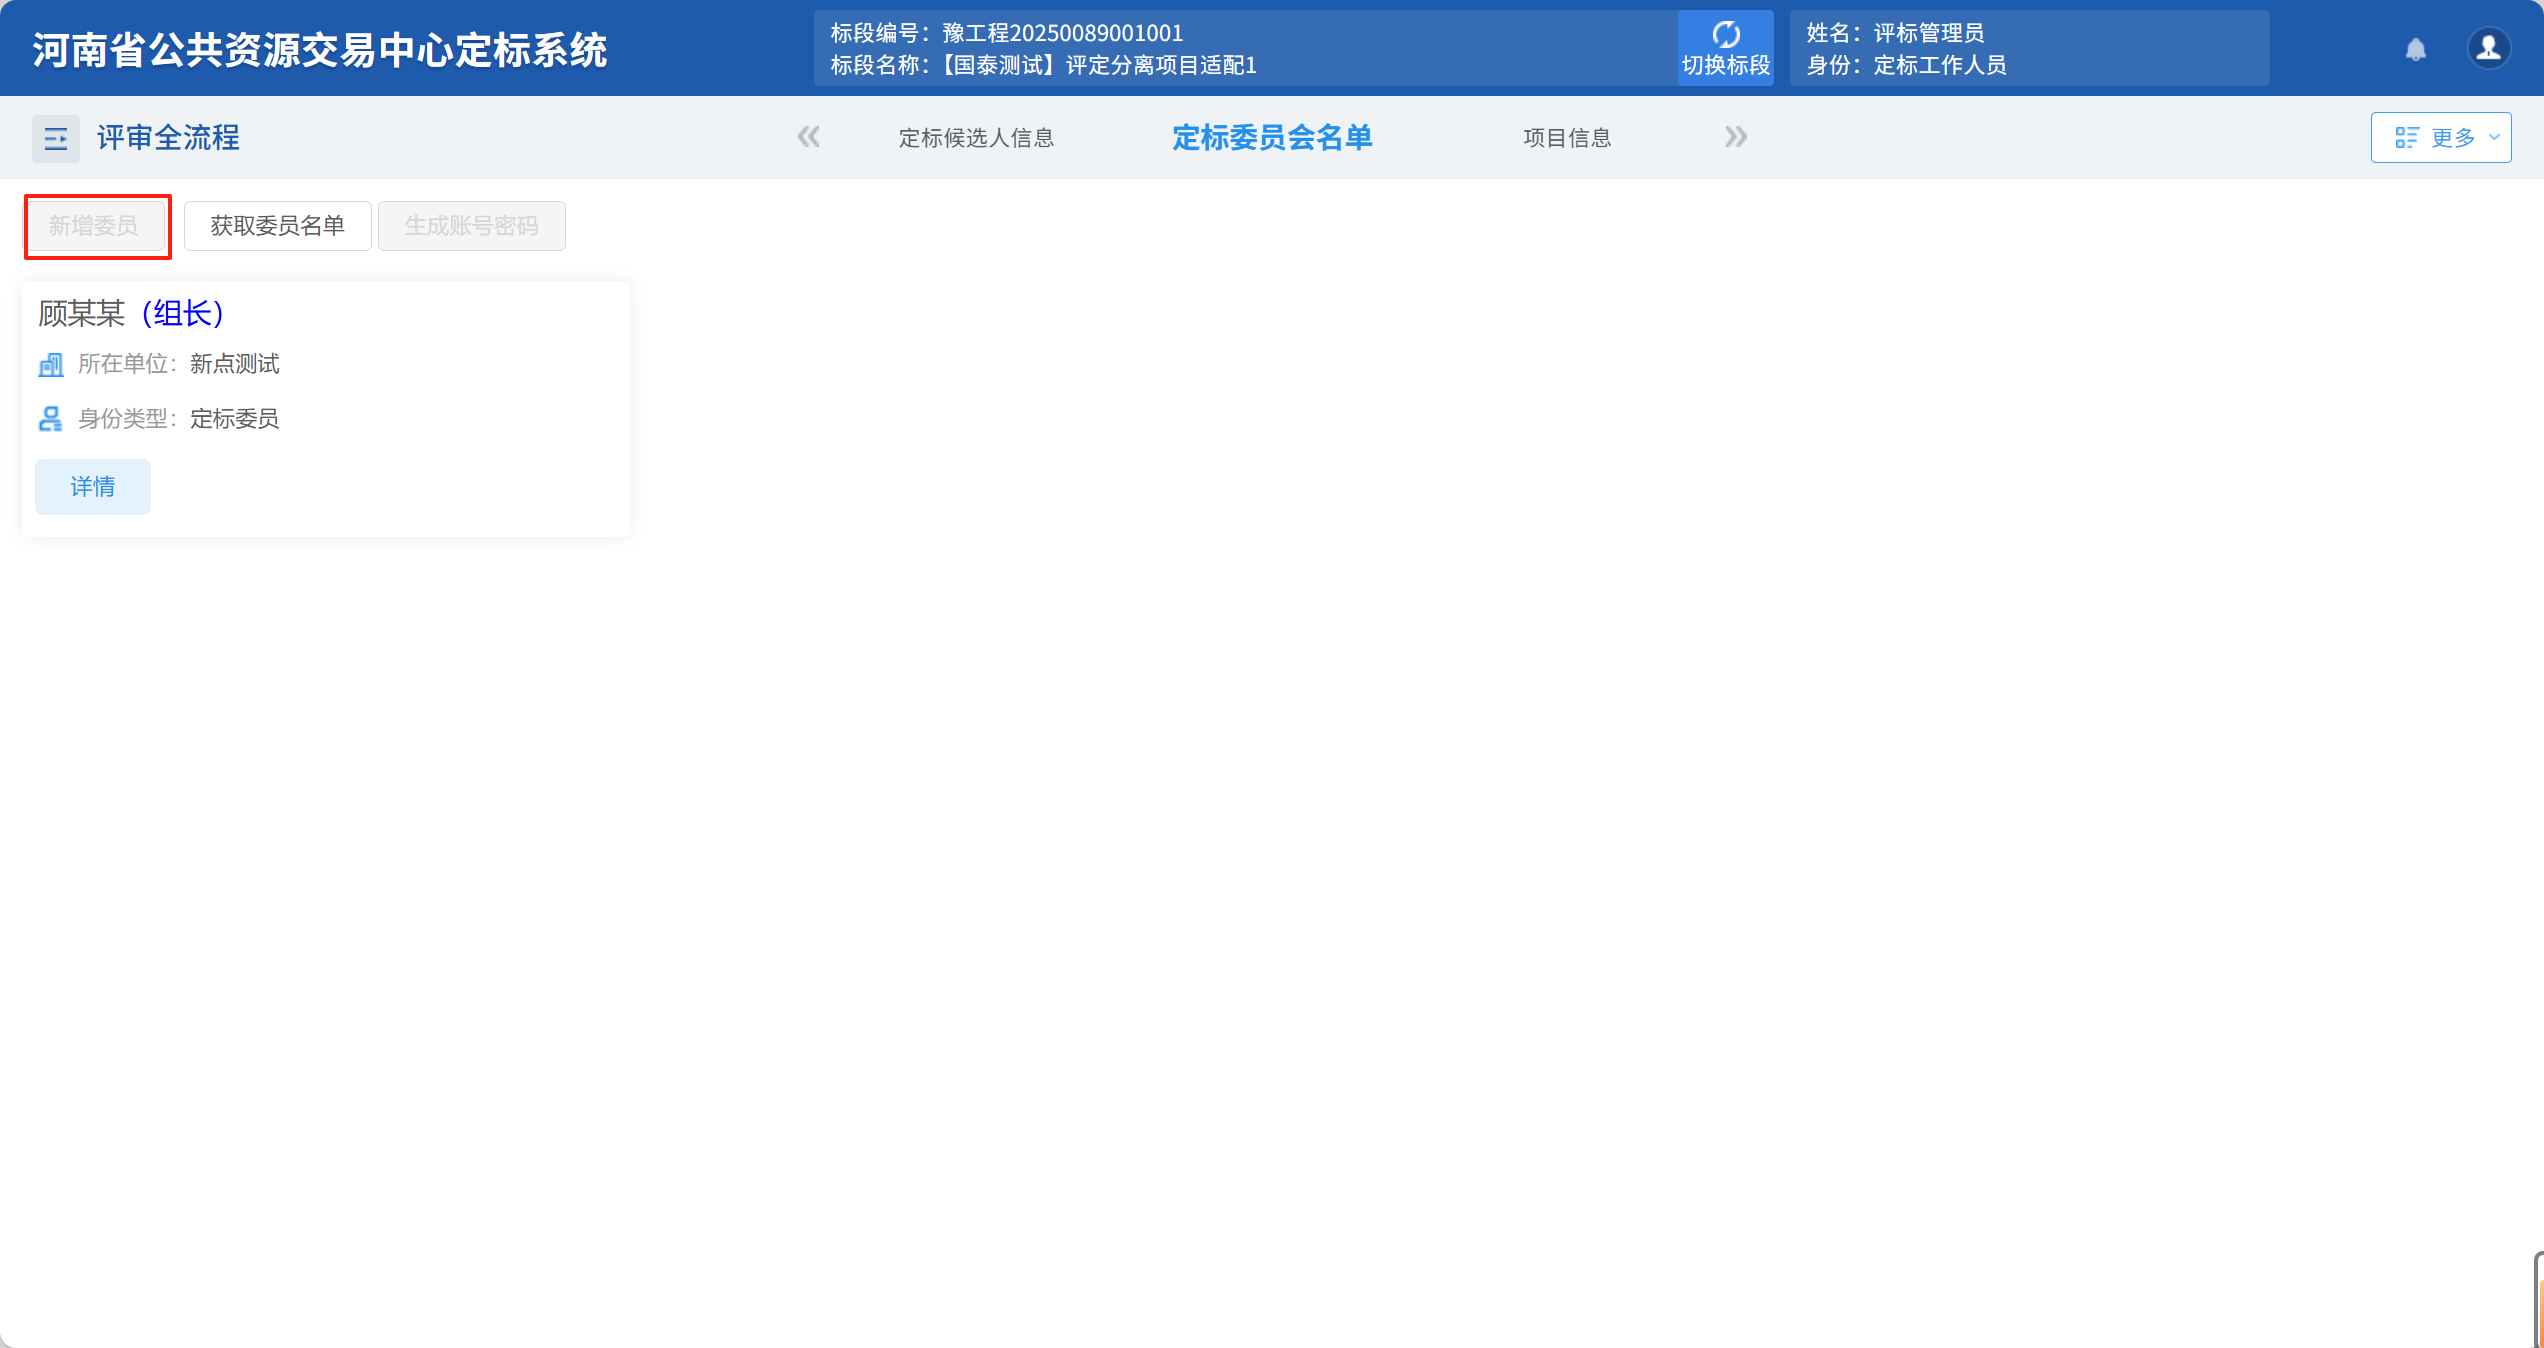 河南省公共资源交易中心定标系统
标段编号：豫工程20250089001001
标段名称：【国泰测试】评定分离项目适配1
切换标段
姓名：评标管理员
身份：定标工作人员
评审全流程
定标候选人信息
定标委员会名单
项目信息
更多
新增委员
获取委员名单
生成账号密码
顾某某（组长）
所在单位：新点测试
身份类型：定标委员
详情